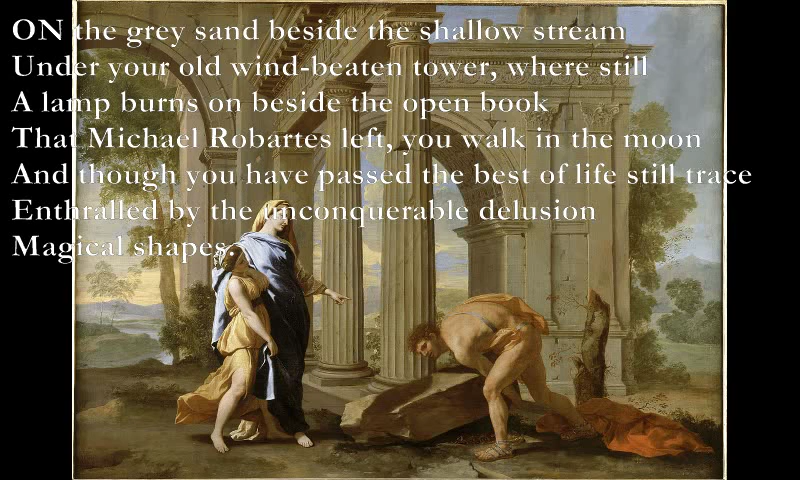 ON the grey sand beside the shallow stream
Under your old wind-beaten tower, where still
A lamp burns on beside the open book
That Michael Robartes left, you walk in the moon
And though you have passed the best of life still trace
Enthralled by the unconquerable delusion
Magical shapes.